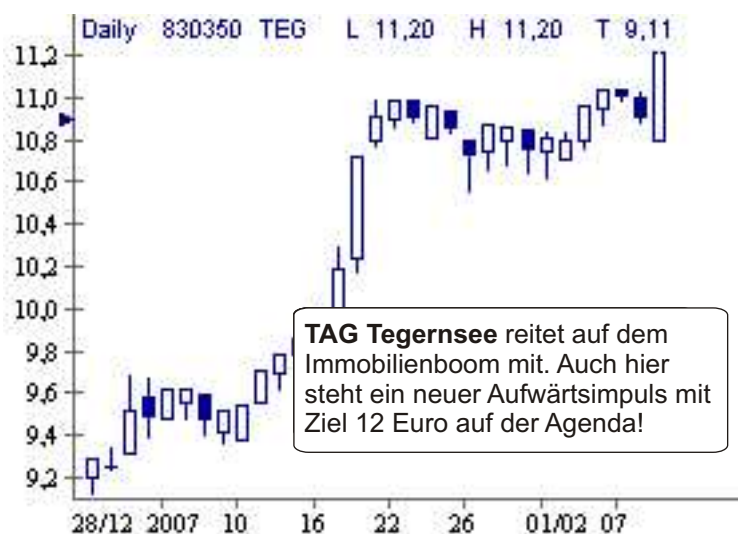 Daily 830350 TEG L 11,20 H 11,20 T 9,11
11,2
11,0
10,8
10,6
10,4
10,2
10,0
9,8
9,6
9,4
9,2
TAG Tegernsee reitet auf dem
Immobilienboom mit. Auch hier
steht ein neuer Aufwärtsimpuls mit
Ziel 12 Euro auf der Agenda!
28/12 2007 10 16 22 26 01/02 07